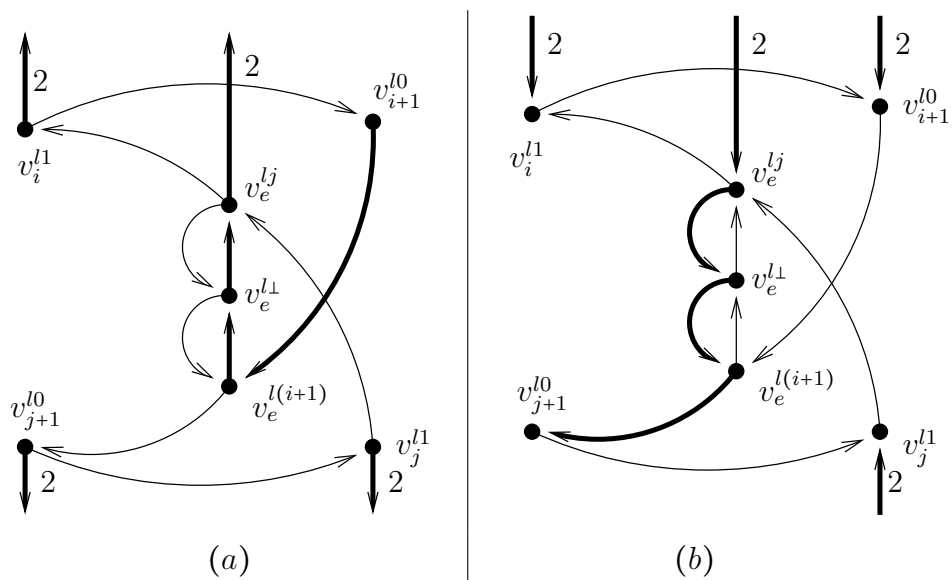 2
2
v_{i+1}^{l0}
v_i^{l1}
v_e^{lj}
v_e^{l⊥}
v_e^{l(i+1)}
v_{j+1}^{l0}
v_j^{l1}
2
2
(a)
2
2
2
v_{i+1}^{l0}
v_i^{l1}
v_e^{lj}
v_e^{l⊥}
v_e^{l(i+1)}
v_{j+1}^{l0}
v_j^{l1}
2
(b)